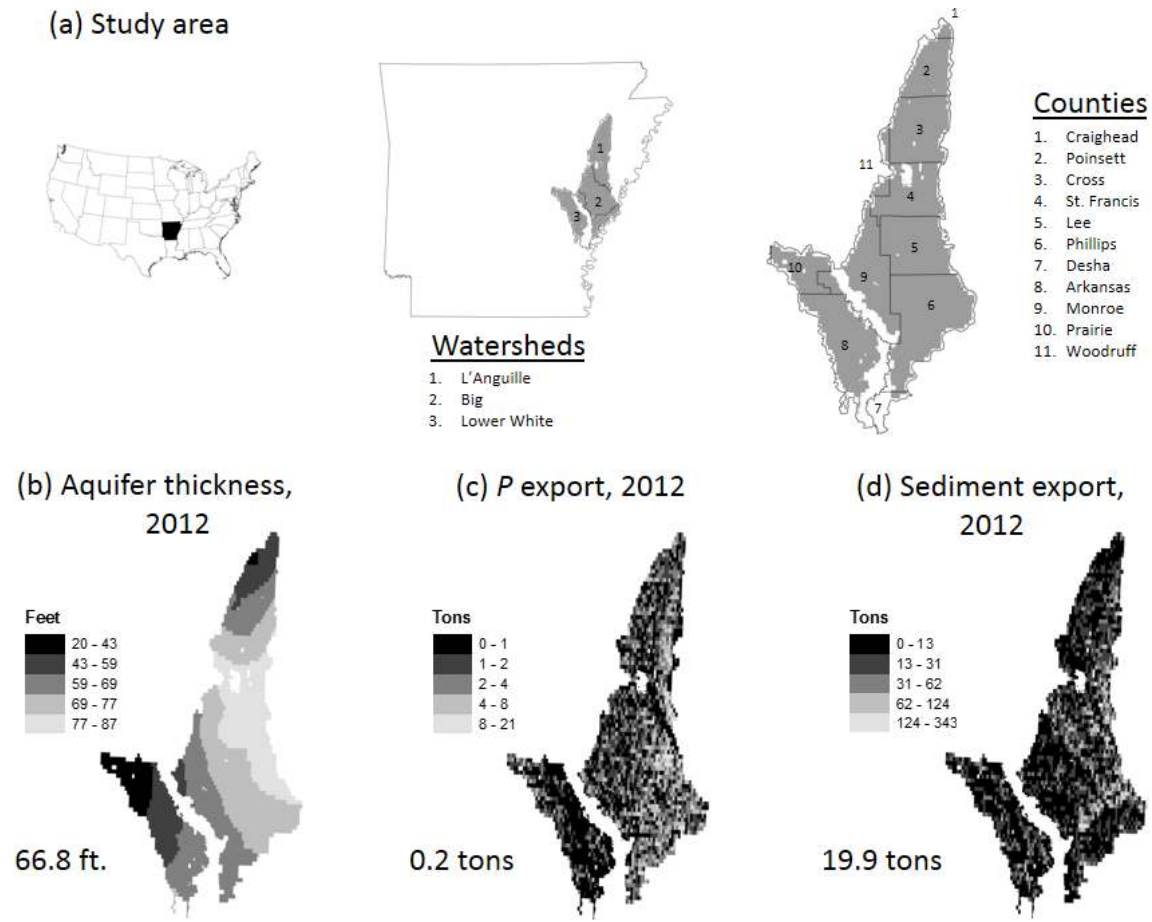 (a) Study area
1
2
3
11
4
5
10
9
6
8
7
1
2
3
Counties
1. Craighead
2. Poinsett
3. Cross
4. St. Francis
5. Lee
6. Phillips
7. Desha
8. Arkansas
9. Monroe
10. Prairie
11. Woodruff
Watersheds
1. L'Anguille
2. Big
3. Lower White
(b) Aquifer thickness,
2012
Feet
20 - 43
43 - 59
59 - 69
69 - 77
77 - 87
66.8 ft.
(c) P export, 2012
Tons
0 - 1
1 - 2
2 - 4
4 - 8
8 - 21
0.2 tons
(d) Sediment export,
2012
Tons
0 - 13
13 - 31
31 - 62
62 - 124
124 - 343
19.9 tons